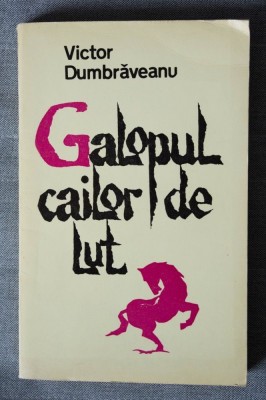 Victor
Dumbrăveanu
Galopul
cailor de
lut